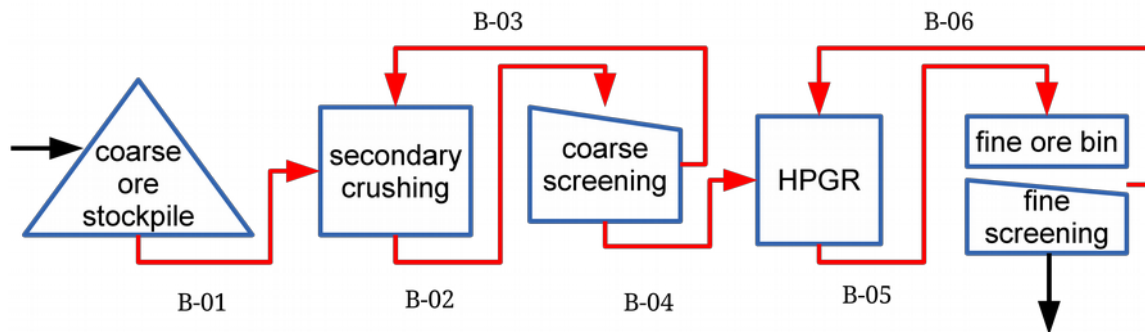 B-03
B-06
coarse
ore
stockpile
secondary
crushing
coarse
screening
HPGR
fine ore bin
fine
screening
B-01
B-02
B-04
B-05